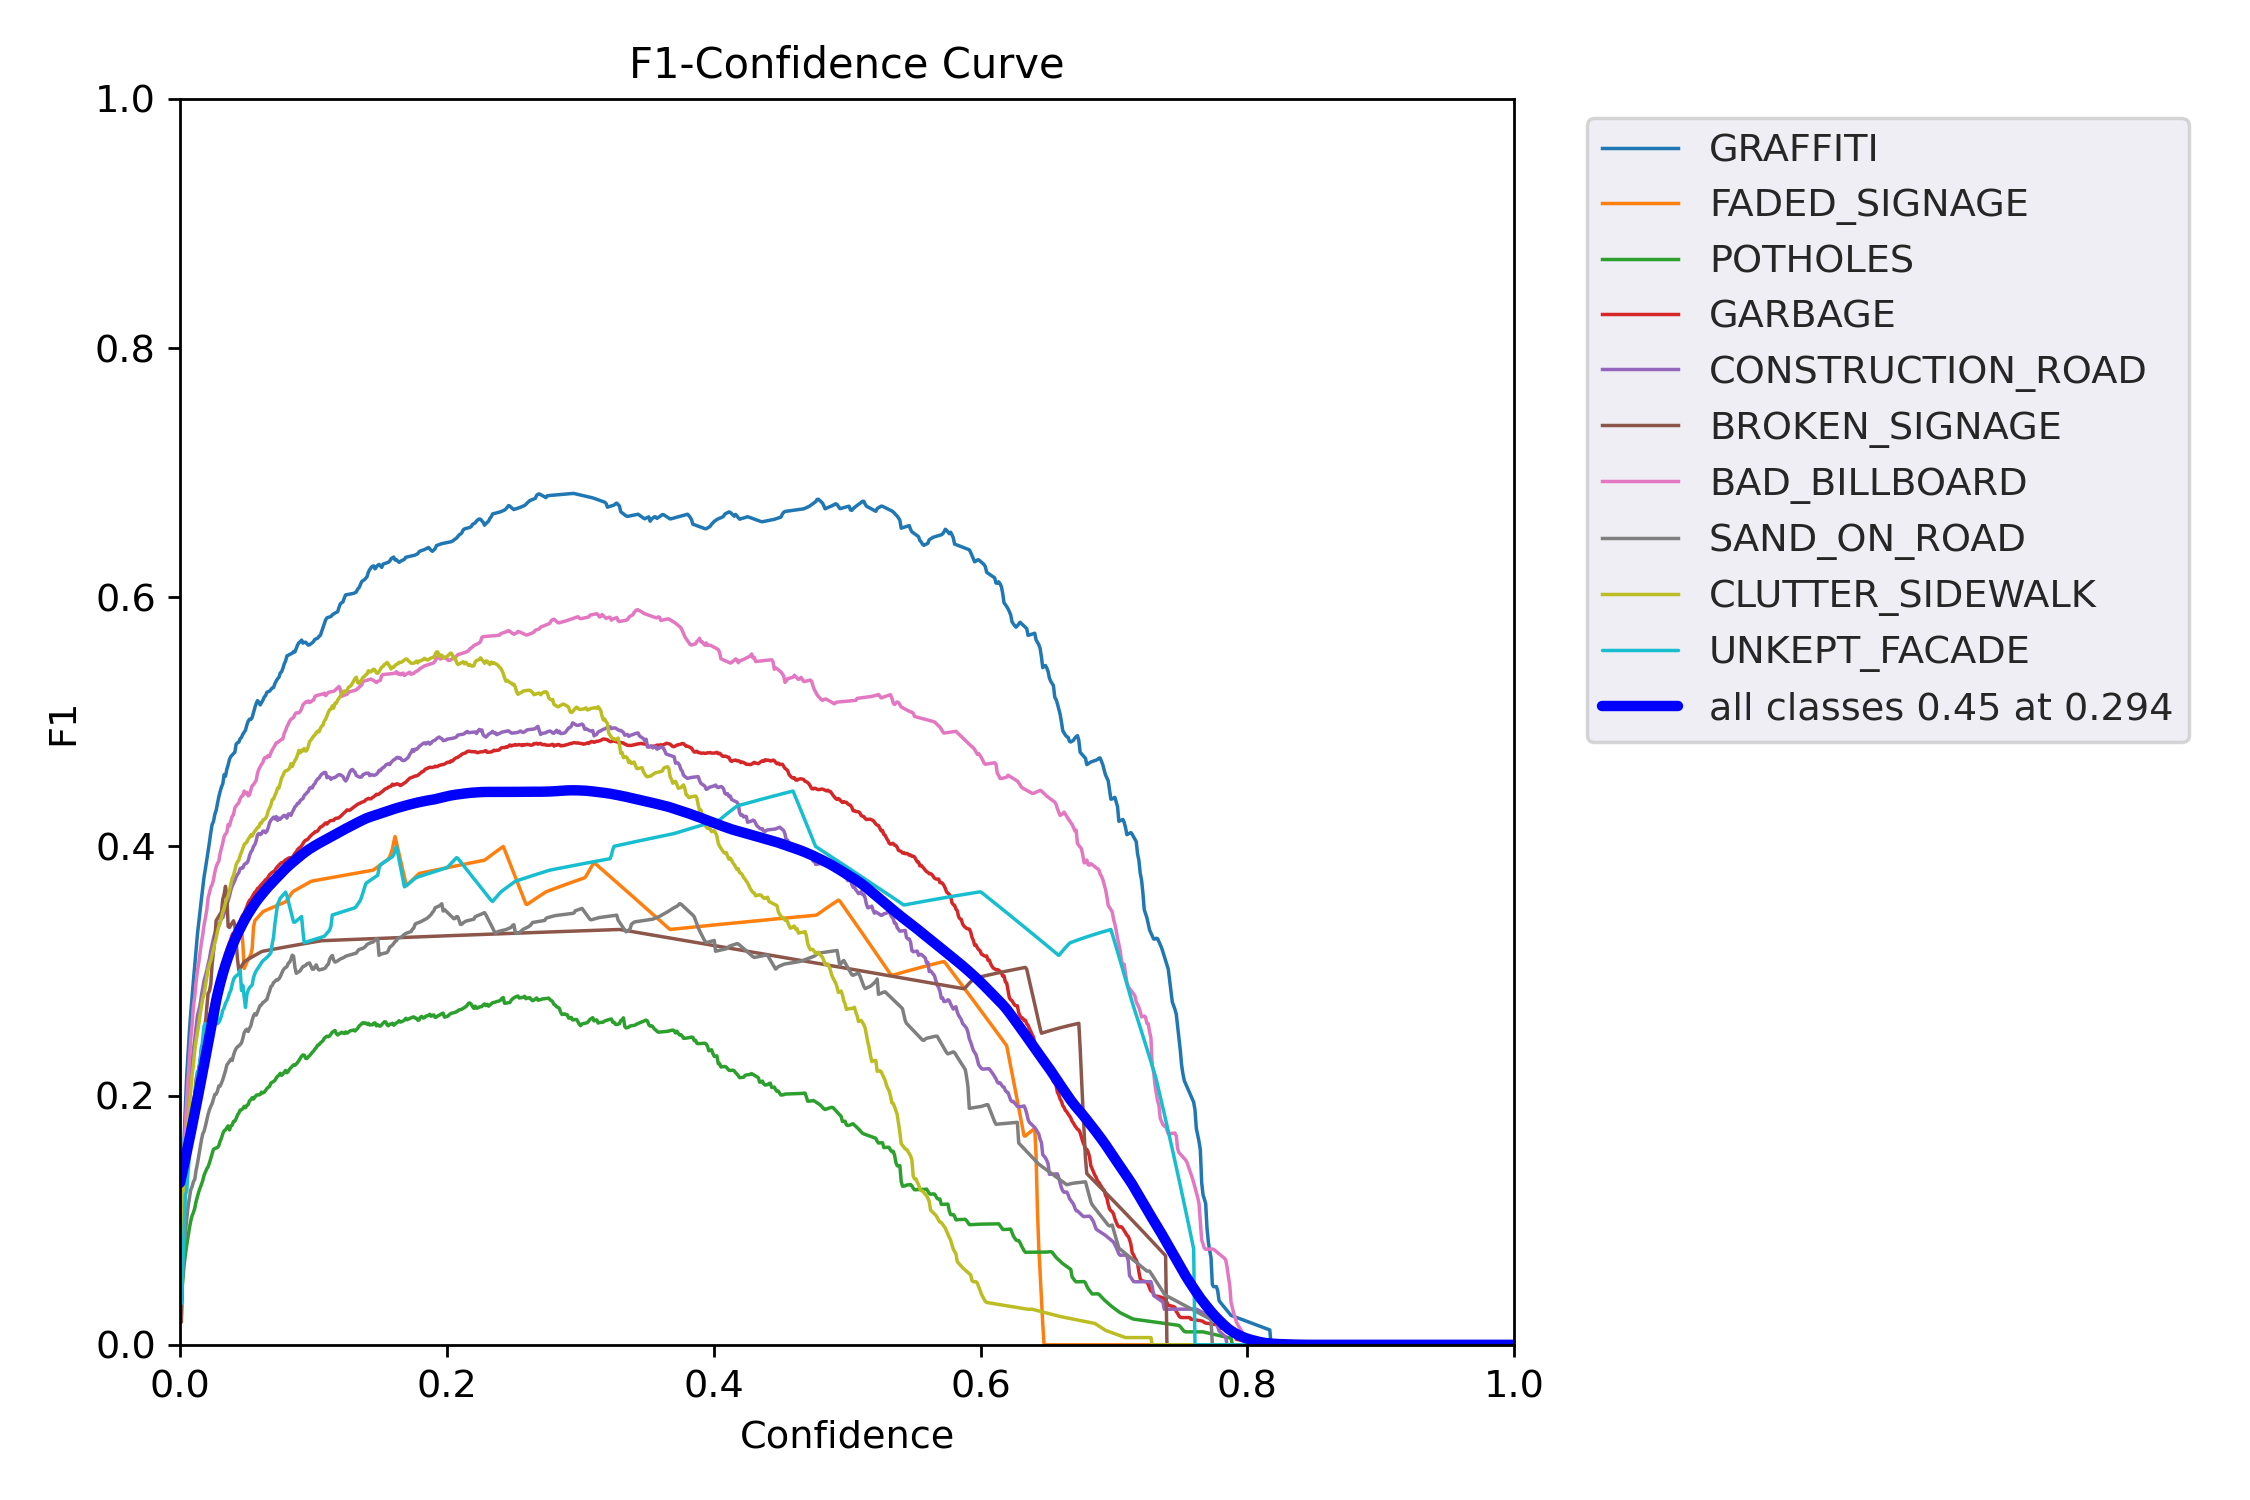 F1-Confidence Curve
1.0
0.8
0.6
0.4
0.2
0.0
F1
0.0 0.2 0.4 0.6 0.8 1.0
Confidence
GRAFFITI
FADED_SIGNAGE
POTHOLES
GARBAGE
CONSTRUCTION_ROAD
BROKEN_SIGNAGE
BAD_BILLBOARD
SAND_ON_ROAD
CLUTTER_SIDEWALK
UNKEPT_FACADE
all classes 0.45 at 0.294